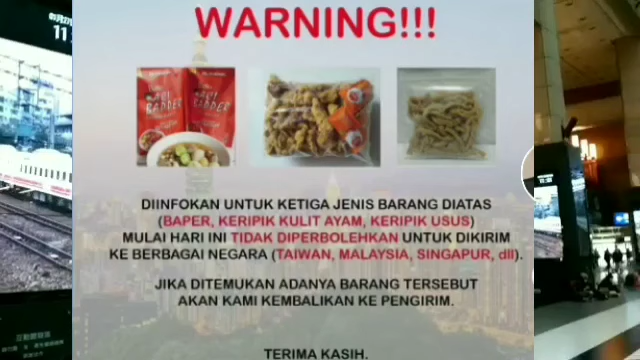 WARNING!!!
DIINFOKAN UNTUK KETIGA JENIS BARANG DIATAS
(BAPER, KERIPIK KULIT AYAM, KERIPIK USUS)
MULAI HARI INI TIDAK DIPERBOLEHKAN UNTUK DIKIRIM
KE BERBAGAI NEGARA (TAIWAN, MALAYSIA, SINGAPUR, dll).
JIKA DITEMUKAN ADANYA BARANG TERSEBUT
AKAN KAMI KEMBALIKAN KE PENGIRIM.
TERIMA KASIH.